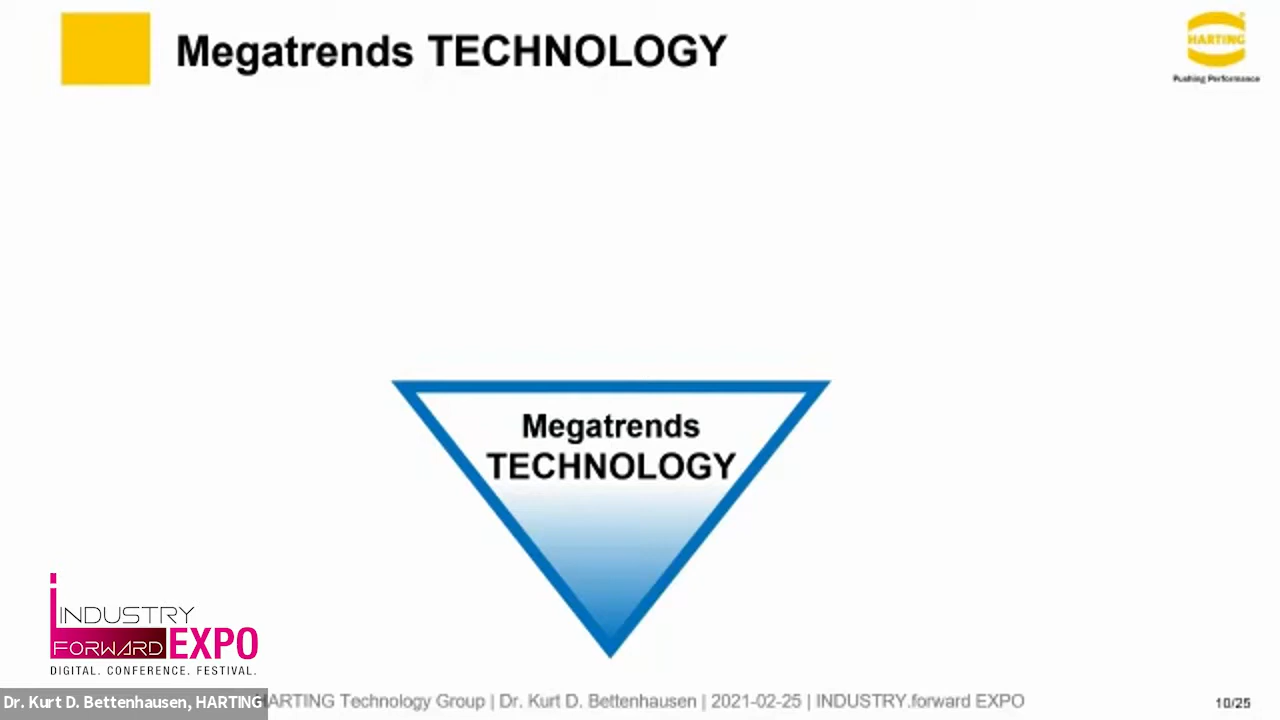 Megatrends TECHNOLOGY
HARTING
Pushing Performance
Megatrends
TECHNOLOGY
INDUSTRY
FORWARD EXPO
DIGITAL. CONFERENCE. FESTIVAL.
Dr. Kurt D. Bettenhausen, HARTING
HARTING Technology Group | Dr. Kurt D. Bettenhausen | 2021-02-25 | INDUSTRY.forward EXPO
10/25